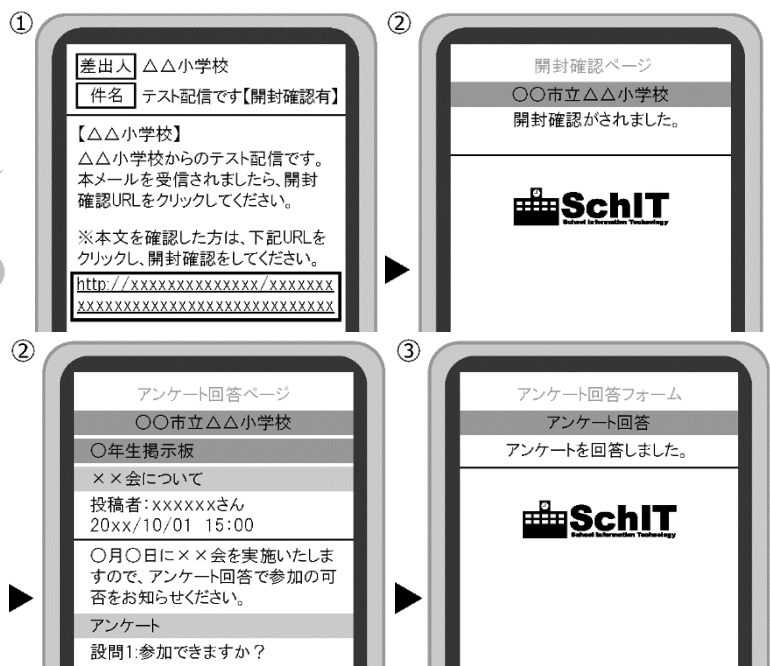 ①
差出人 △△小学校
件名 テスト配信です【開封確認有】
【△△小学校】
△△小学校からのテスト配信です。
本メールを受信されましたら、開封
確認URLをクリックしてください。
※本文を確認した方は、下記URLを
クリックし、開封確認をしてください。
http://xxxxxxxxxxxxxx/xxxxxxx
xxxxxxxxxxxxxxxxxxxxxxxxxxxx
②
開封確認ページ
〇〇市立△△小学校
開封確認がされました。
SchIT
School Information Technology
②
アンケート回答ページ
〇〇市立△△小学校
〇年生掲示板
××会について
投稿者:xxxxxxさん
20xx/10/01 15:00
〇月〇日に××会を実施いたしま
すので、アンケート回答で参加の可
否をお知らせください。
アンケート
設問1:参加できますか？
③
アンケート回答フォーム
アンケート回答
アンケートを回答しました。
SchIT
School Information Technology